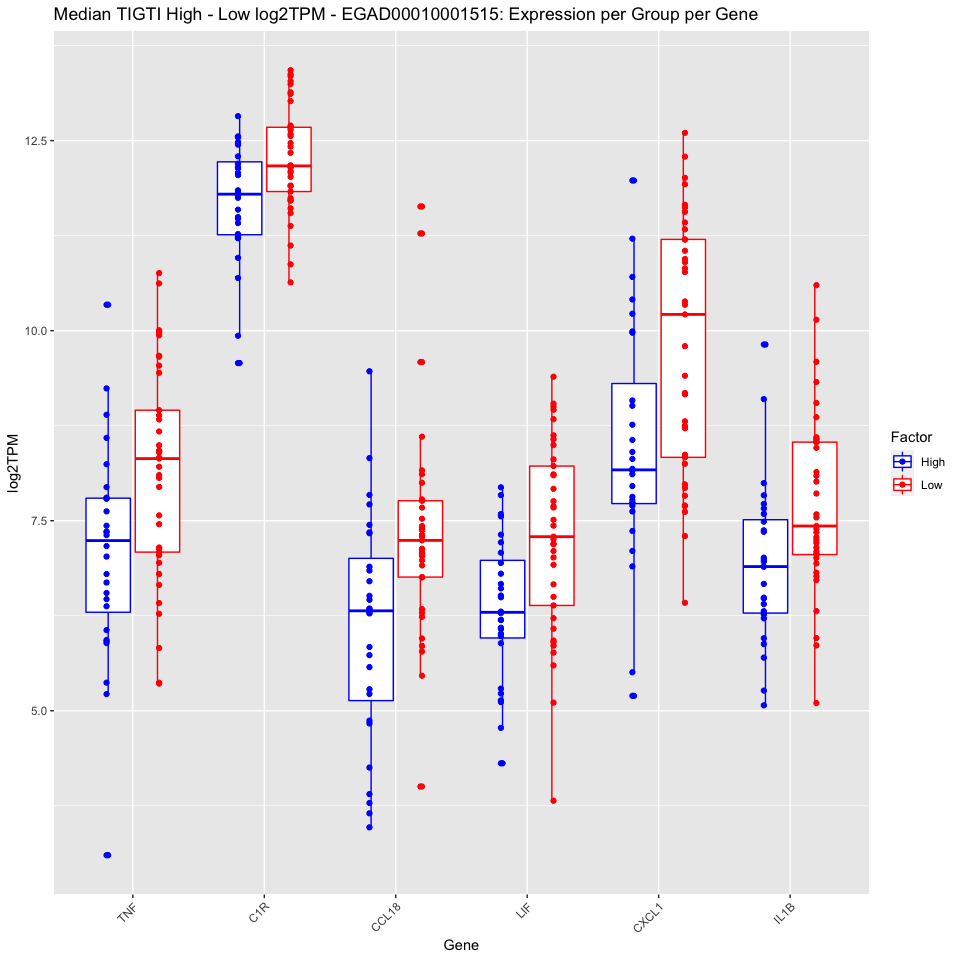 Median TIGTI High - Low log2TPM - EGAD00010001515: Expression per Group per Gene
12.5
10.0
7.5
5.0
log2TPM
TNF
C1R
CCL18
LIF
CXCL1
IL1B
Gene
Factor
High
Low